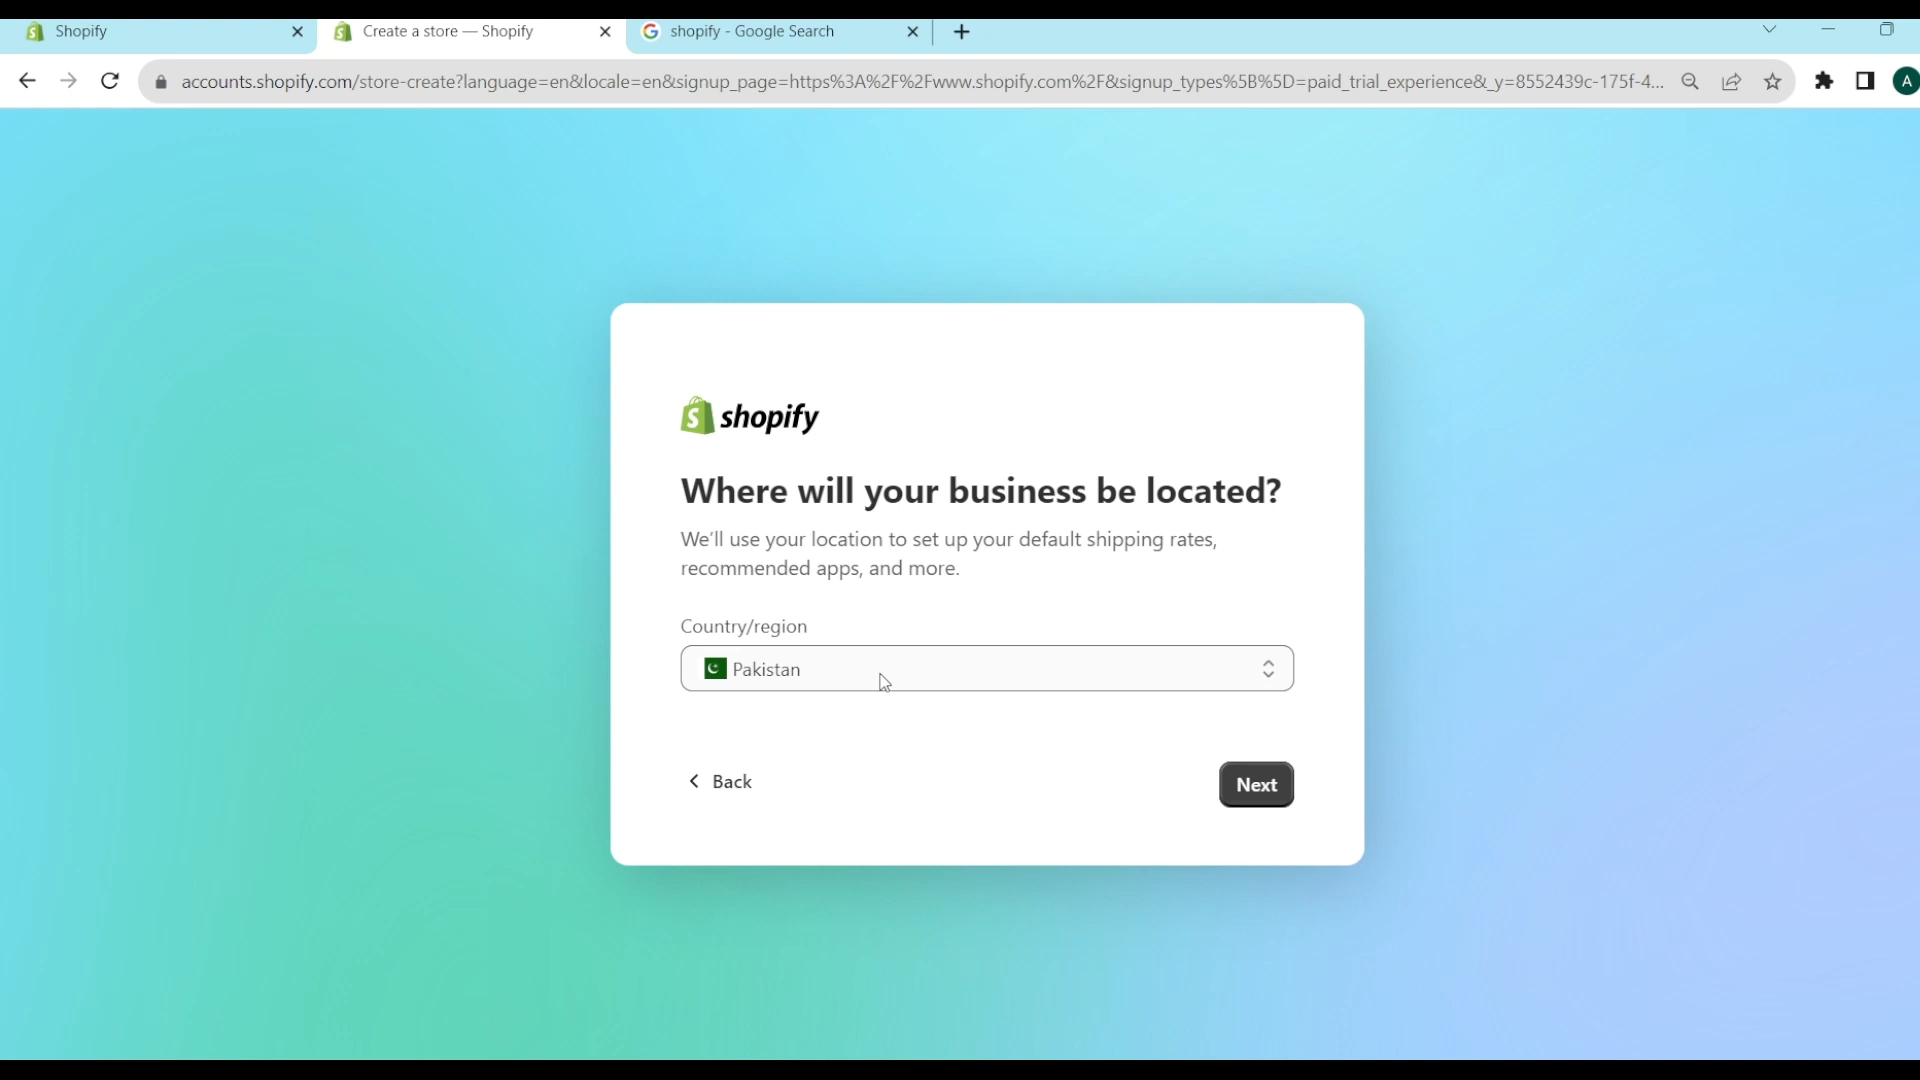 Shopify
Create a store — Shopify
shopify - Google Search
accounts.shopify.com/store-create?language=en&locale=en&signup_page=https%3A%2F%2Fwww.shopify.com%2F&signup_types%5B%5D=paid_trial_experience&_y=8552439c-175f-4...
A
shopify
Where will your business be located?
We'll use your location to set up your default shipping rates,
recommended apps, and more.
Country/region
Pakistan
Back
Next